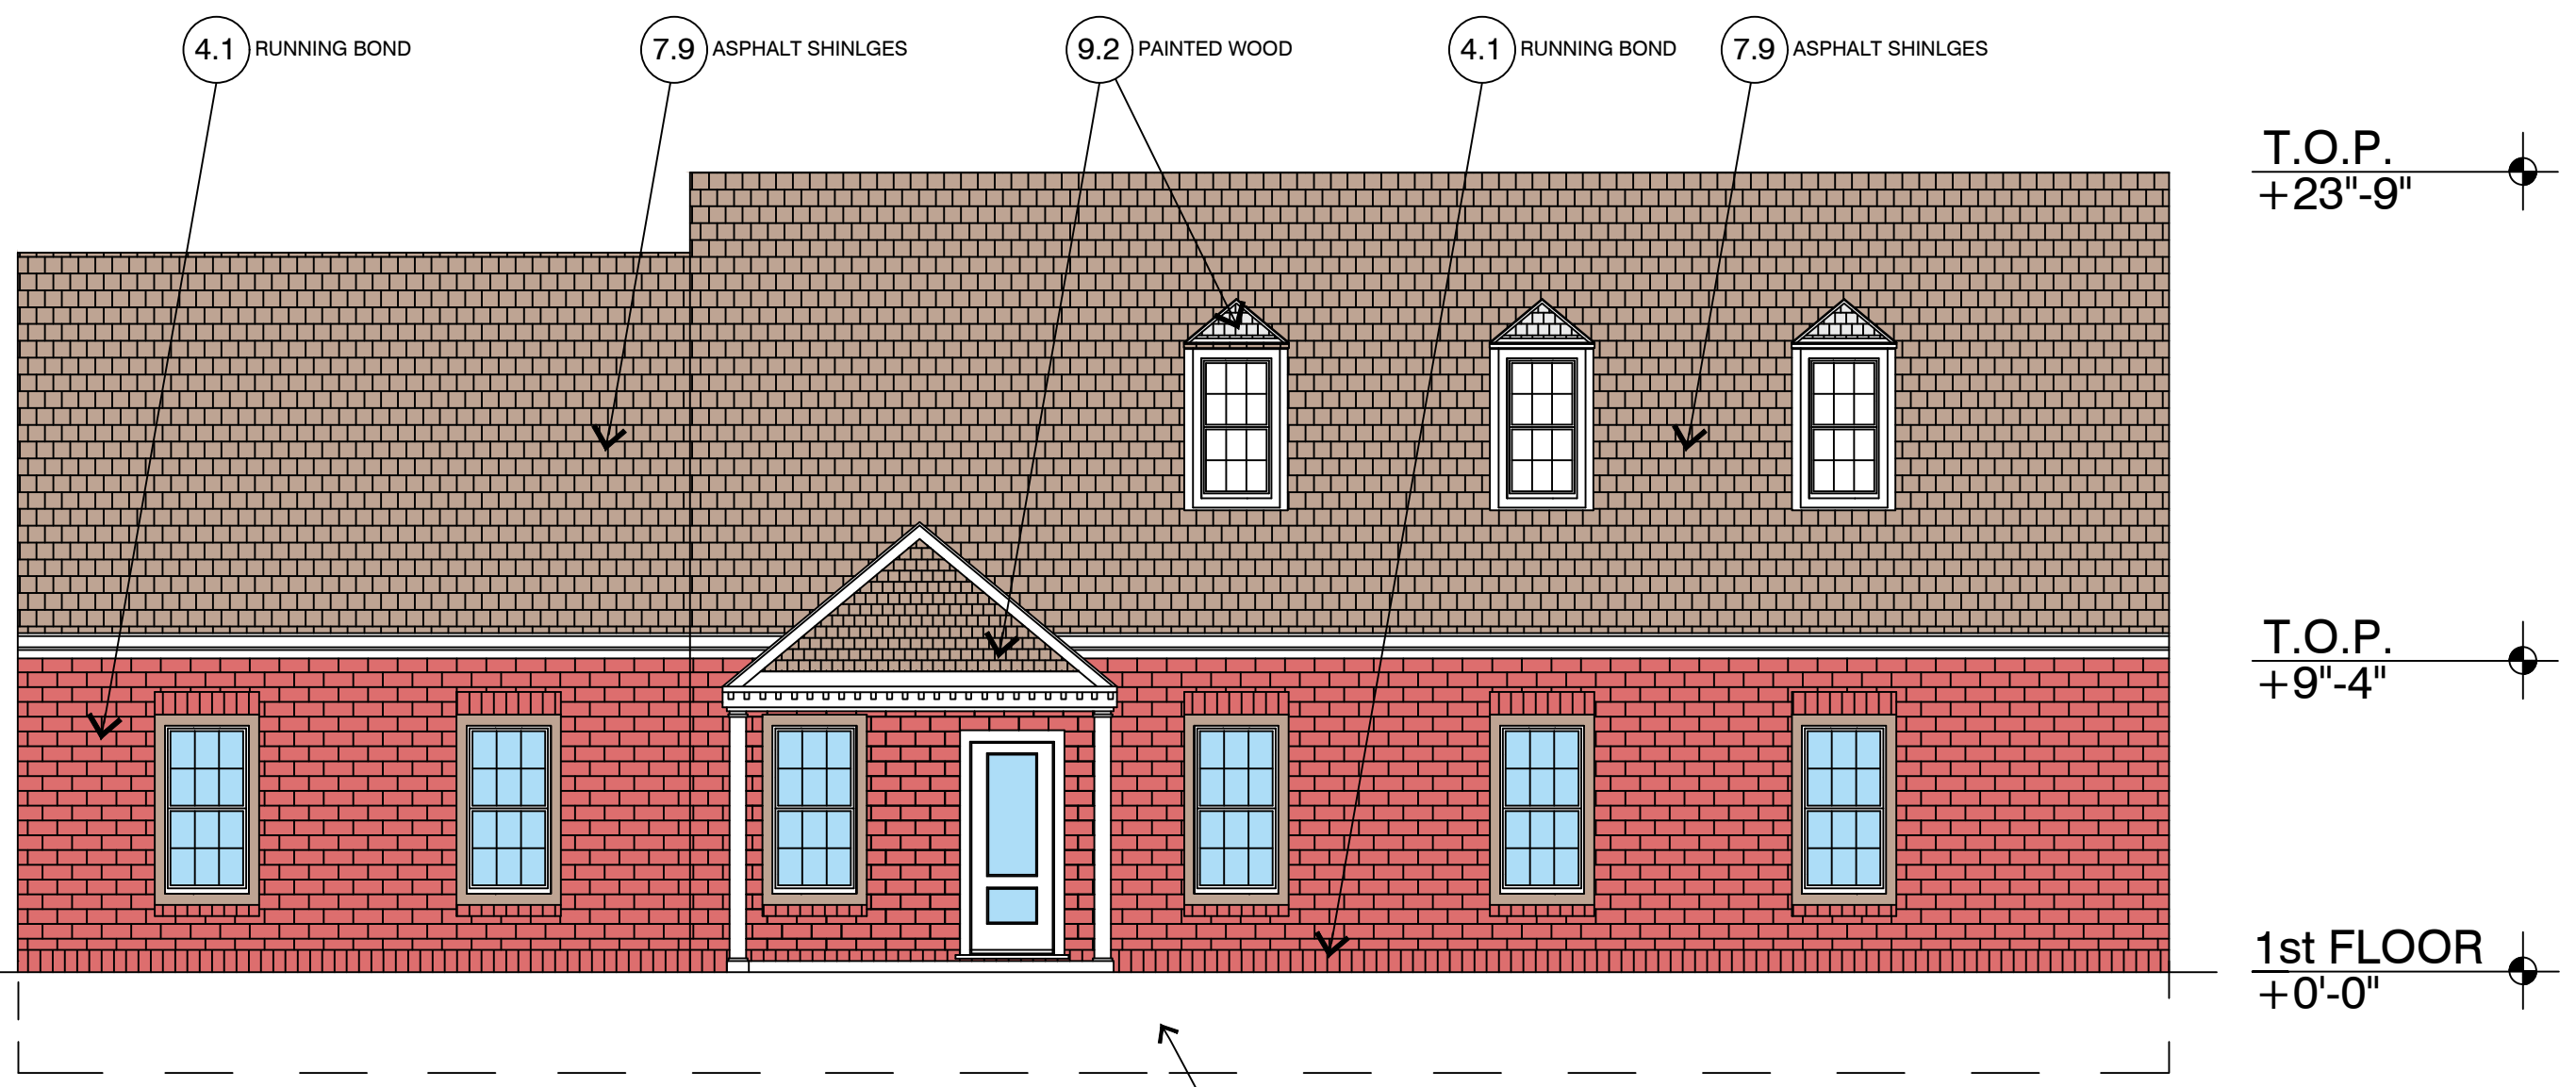 4.1 RUNNING BOND
7.9 ASPHALT SHINLGES
9.2 PAINTED WOOD
4.1 RUNNING BOND
7.9 ASPHALT SHINLGES
T.O.P.
+23"-9"
T.O.P.
+9"-4"
1st FLOOR
+0'-0"